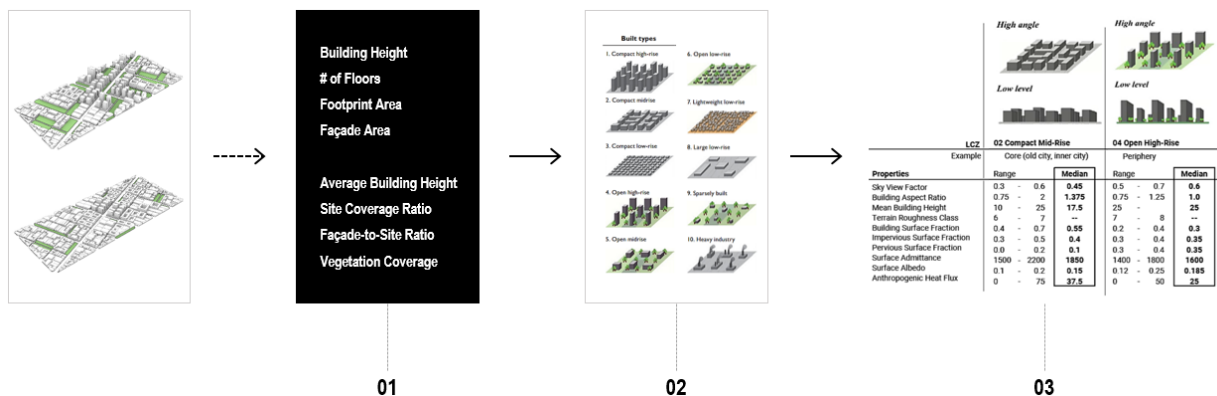 Building Height
# of Floors
Footprint Area
Façade Area
Average Building Height
Site Coverage Ratio
Façade-to-Site Ratio
Vegetation Coverage
01
Built types
1. Compact high-rise
6. Open low-rise
2. Compact midrise
7. Lightweight low-rise
3. Compact low-rise
8. Large low-rise
4. Open high-rise
9. Sparsely built
5. Open midrise
10. Heavy industry
02
High angle
High angle
Low level
Low level
LCZ 02 Compact Mid-Rise 04 Open High-Rise
Example Core (old city, inner city) Periphery
Properties Range Median Range Median
Sky View Factor 0.3 - 0.6 0.45 0.5 - 0.7 0.6
Building Aspect Ratio 0.75 - 2 1.375 0.75 - 1.25 1.0
Mean Building Height 10 - 25 17.5 25 - 25
Terrain Roughness Class 6 - 7 -- 7 - 8 --
Building Surface Fraction 0.4 - 0.7 0.55 0.2 - 0.4 0.3
Impervious Surface Fraction 0.3 - 0.5 0.4 0.3 - 0.4 0.35
Pervious Surface Fraction 0.0 - 0.2 0.1 0.3 - 0.4 0.35
Surface Admittance 1500 - 2200 1850 1400 - 1800 1600
Surface Albedo 0.1 - 0.2 0.15 0.12 - 0.25 0.185
Anthropogenic Heat Flux 0 - 75 37.5 0 - 50 25
03